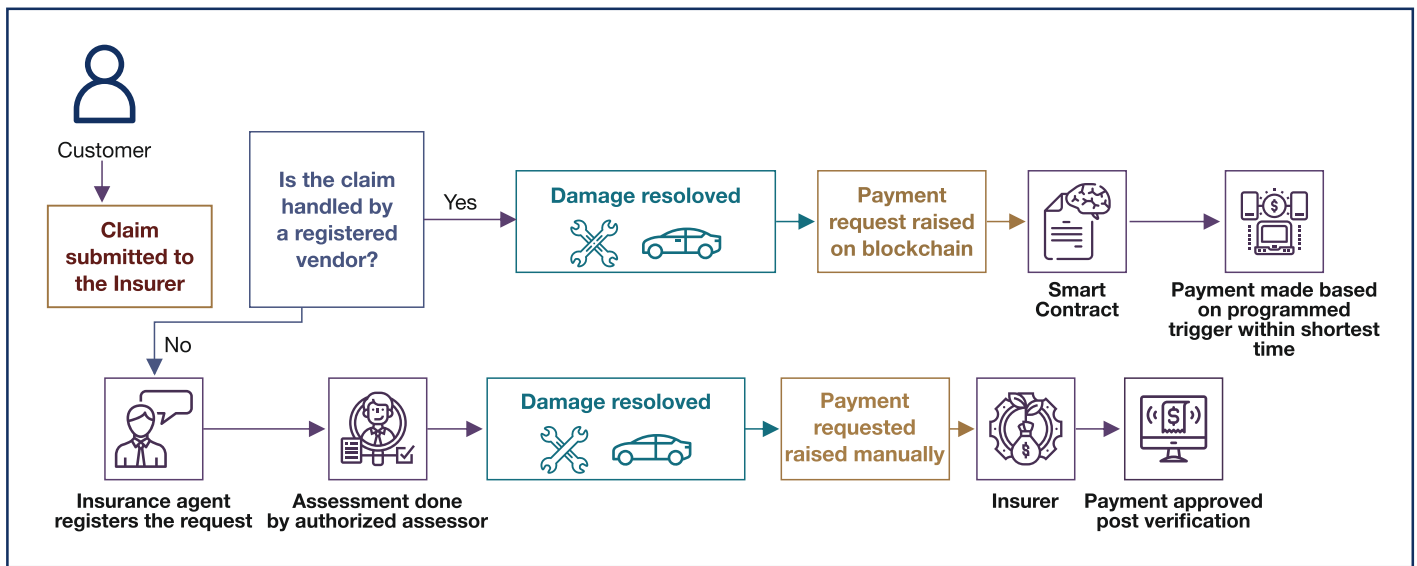 Customer
Claim
submitted to
the Insurer
Is the claim
handled by
a registered
vendor?
Yes
Damage resoloved
Payment
request raised
on blockchain
Smart
Contract
Payment made based
on programmed
trigger within shortest
time
No
Insurance agent
registers the request
Assessment done
by authorized assessor
Damage resoloved
Payment
requested
raised manually
Insurer
Payment approved
post verification